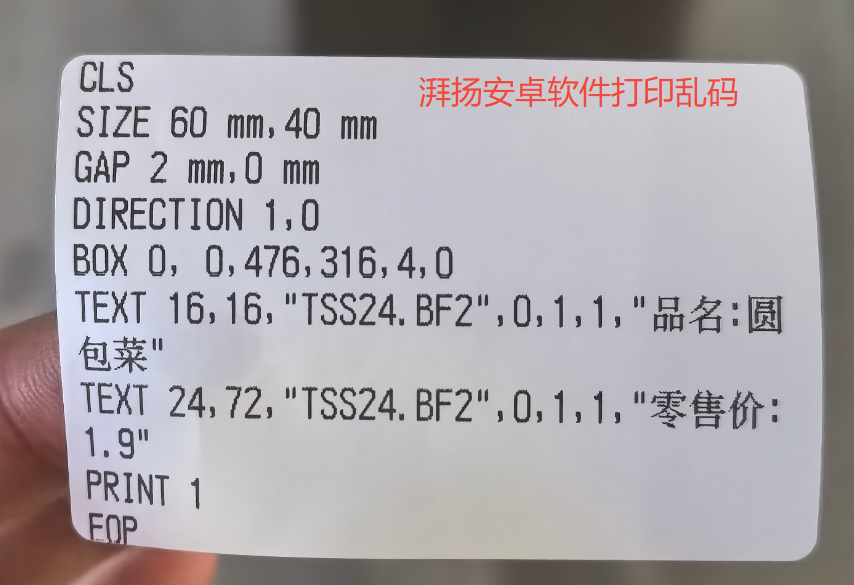 CLS
湃扬安卓软件打印乱码
SIZE 60 mm,40 mm
GAP 2 mm,0 mm
DIRECTION 1,0
BOX 0, 0,476,316,4,0
TEXT 16,16,"TSS24.BF2",0,1,1,"品名:圆
包菜"
TEXT 24,72,"TSS24.BF2",0,1,1,"零售价:
1.9"
PRINT 1
EOP